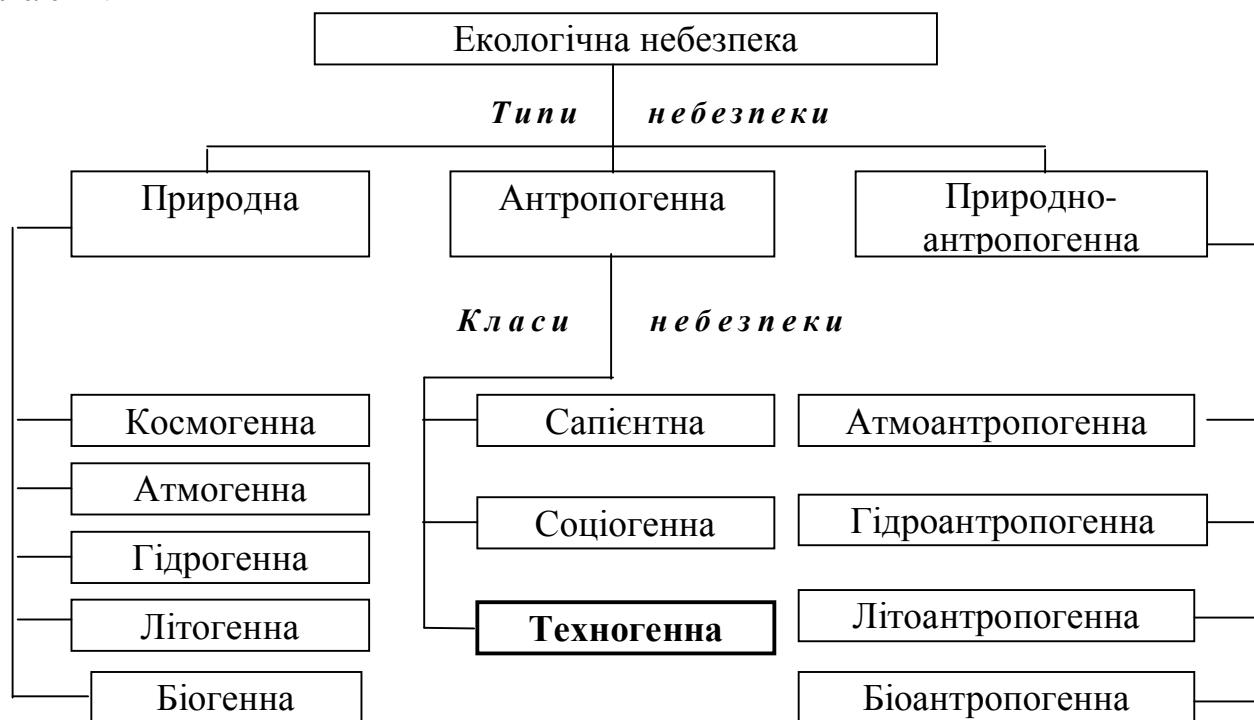 Екологічна небезпека
Типи небезпеки
Природна
Антропогенна
Природно-
антропогенна
Класи небезпеки
Космогенна
Атмогенна
Гідрогенна
Літогенна
Біогенна
Сапієнтна
Соціогенна
Техногенна
Атмоантропогенна
Гідроантропогенна
Літоантропогенна
Біоантропогенна